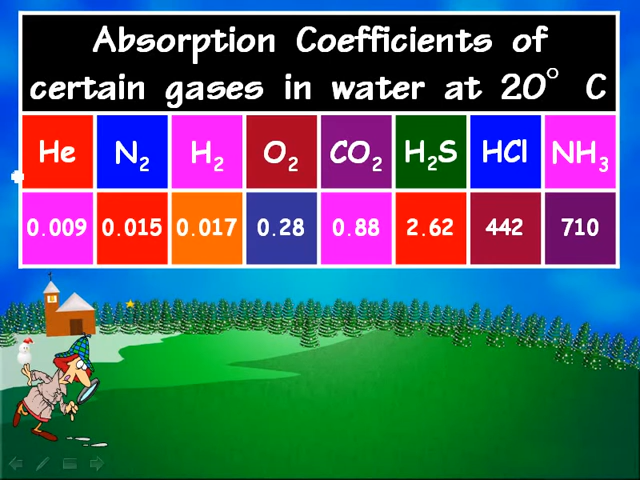 Absorption Coefficients of
certain gases in water at 20° C
He N₂ H₂ O₂ CO₂ H₂S HCl NH₃
0.009 0.015 0.017 0.28 0.88 2.62 442 710